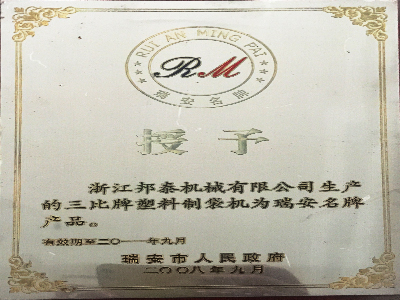 RUI AN MING PAI
RM
瑞安名牌
授予
浙江邦泰机械有限公司生产
的三比牌塑料制袋机为瑞安名牌
产品。
有效期至二〇一一年九月
瑞安市人民政府
二〇〇八年九月